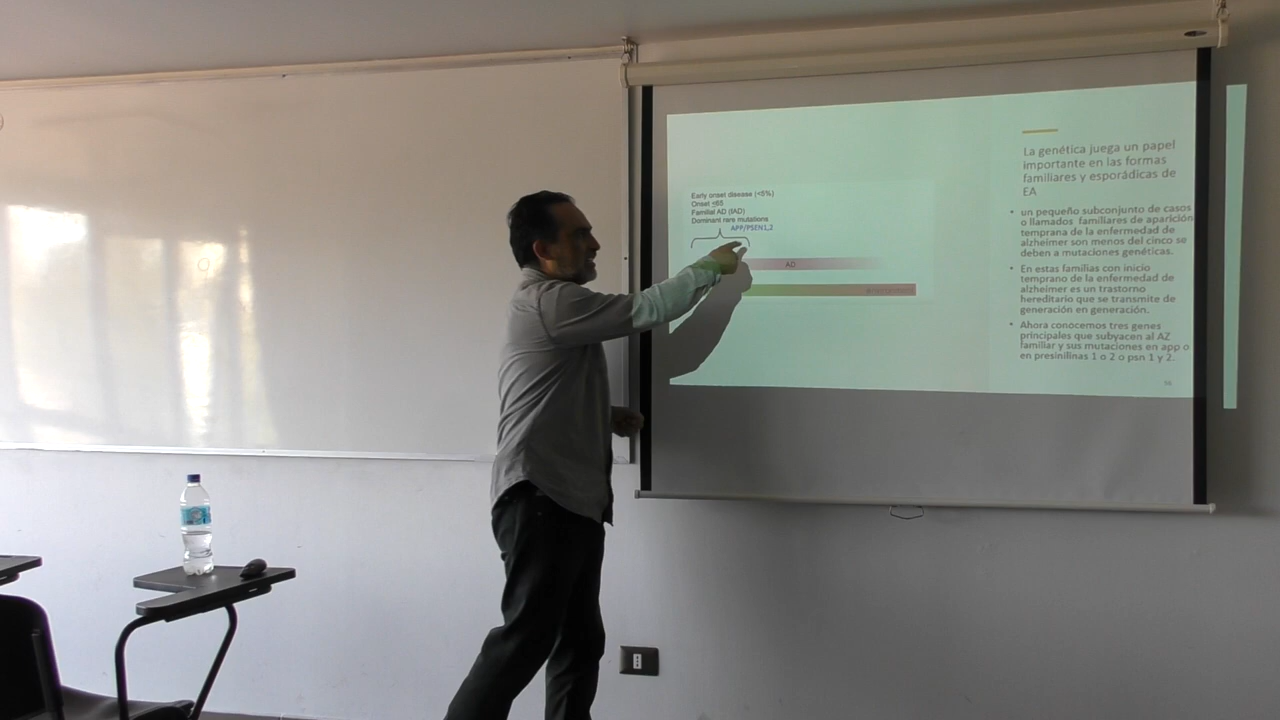 Early onset disease (<5%)
Onset ≤65
Familial AD (fAD)
Dominant rare mutations
APP/PSEN1,2
AD
La genética juega un papel
importante en las formas
familiares y esporádicas de
EA
• un pequeño subconjunto de casos
o llamados familiares de aparición
temprana de la enfermedad de
alzheimer son menos del cinco se
deben a mutaciones genéticas.
• En estas familias con inicio
temprano de la enfermedad de
alzheimer es un trastorno
hereditario que se transmite de
generación en generación.
• Ahora conocemos tres genes
principales que subyacen al AZ
familiar y sus mutaciones en app o
en presinilinas 1 o 2 o psn 1 y 2.